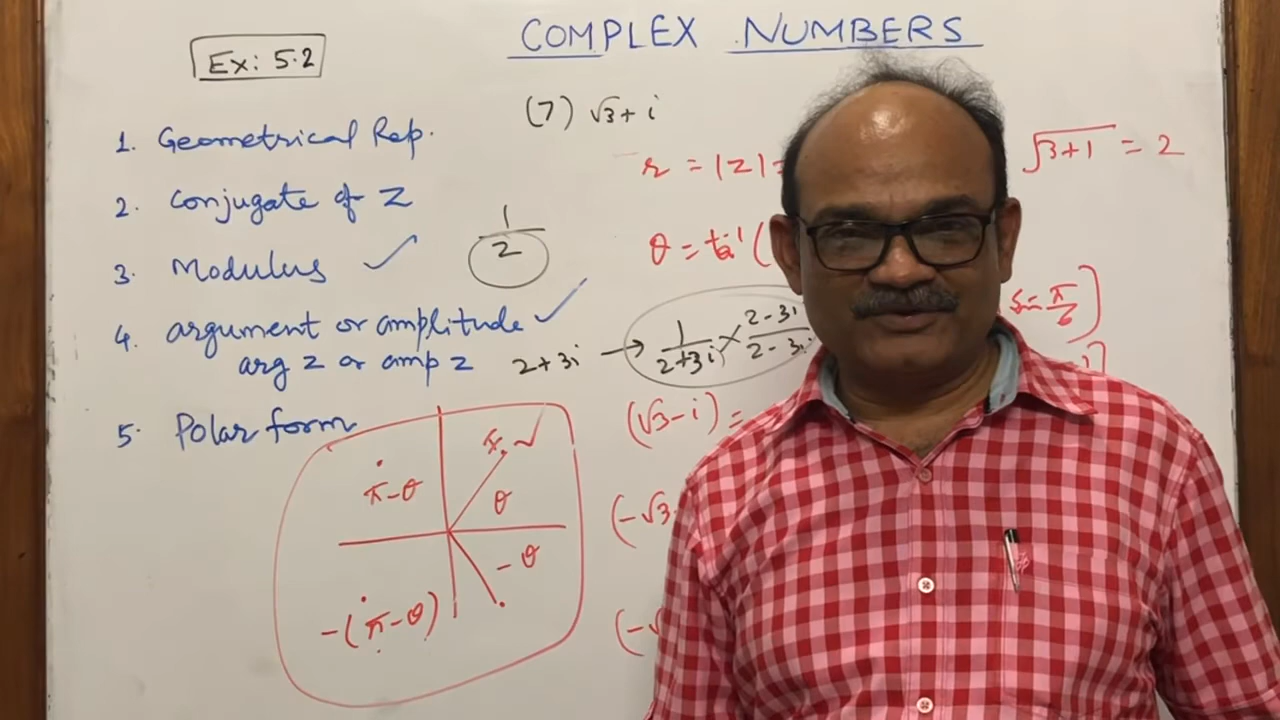 COMPLEX NUMBERS
Ex: 5.2
(7) √3 + i
1. Geometrical Rep.
r = |z| =
√3+1 = 2
2. Conjugate of Z
1/2
θ = tan⁻¹(
3. Modulus ✓
4. argument or amplitude ✓
arg z or amp z
2+3i → 1/(2+3i) × (2-3i)/(2-3i)
π/6)
5. Polar form
(√3 - i) =
π-θ
θ
(-√3
-θ
-(π-θ)